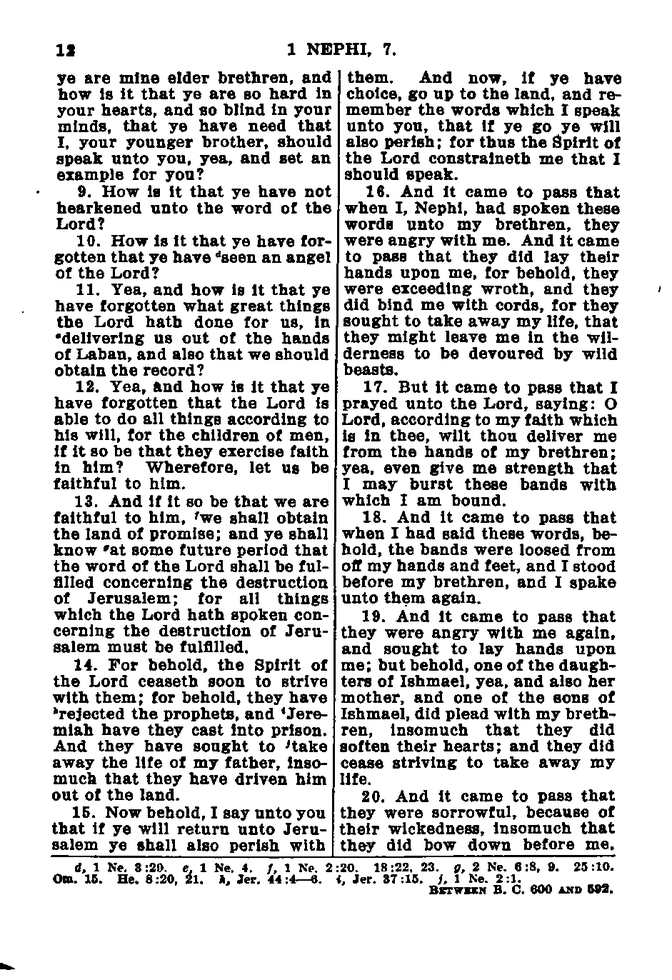 12
1 NEPHI, 7.
ye are mine elder brethren, and
how is it that ye are so hard in
your hearts, and so blind in your
minds, that ye have need that
I, your younger brother, should
speak unto you, yea, and set an
example for you?
9. How is it that ye have not
hearkened unto the word of the
Lord?
10. How is it that ye have for-
gotten that ye have dseen an angel
of the Lord?
11. Yea, and how is it that ye
have forgotten what great things
the Lord hath done for us, in
edelivering us out of the hands
of Laban, and also that we should
obtain the record?
12. Yea, and how is it that ye
have forgotten that the Lord is
able to do all things according to
his will, for the children of men,
if it so be that they exercise faith
in him? Wherefore, let us be
faithful to him.
13. And if it so be that we are
faithful to him, fwe shall obtain
the land of promise; and ye shall
know gat some future period that
the word of the Lord shall be ful-
filled concerning the destruction
of Jerusalem; for all things
which the Lord hath spoken con-
cerning the destruction of Jeru-
salem must be fulfilled.
14. For behold, the Spirit of
the Lord ceaseth soon to strive
with them; for behold, they have
hrejected the prophets, and iJere-
miah have they cast into prison.
And they have sought to jtake
away the life of my father, inso-
much that they have driven him
out of the land.
15. Now behold, I say unto you
that if ye will return unto Jeru-
salem ye shall also perish with
them. And now, if ye have
choice, go up to the land, and re-
member the words which I speak
unto you, that if ye go ye will
also perish; for thus the Spirit of
the Lord constraineth me that I
should speak.
16. And it came to pass that
when I, Nephi, had spoken these
words unto my brethren, they
were angry with me. And it came
to pass that they did lay their
hands upon me, for behold, they
were exceeding wroth, and they
did bind me with cords, for they
sought to take away my life, that
they might leave me in the wil-
derness to be devoured by wild
beasts.
17. But it came to pass that I
prayed unto the Lord, saying: O
Lord, according to my faith which
is in thee, wilt thou deliver me
from the hands of my brethren;
yea, even give me strength that
I may burst these bands with
which I am bound.
18. And it came to pass that
when I had said these words, be-
hold, the bands were loosed from
off my hands and feet, and I stood
before my brethren, and I spake
unto them again.
19. And it came to pass that
they were angry with me again,
and sought to lay hands upon
me; but behold, one of the daugh-
ters of Ishmael, yea, and also her
mother, and one of the sons of
Ishmael, did plead with my breth-
ren, insomuch that they did
soften their hearts; and they did
cease striving to take away my
life.
20. And it came to pass that
they were sorrowful, because of
their wickedness, insomuch that
they did bow down before me,
d, 1 Ne. 3:29. e, 1 Ne. 4. f, 1 Ne. 2:20. 18:22, 23. g, 2 Ne. 6:8, 9. 25:10.
Om. 15. He. 8:20, 21. h, Jer. 44:4—6. i, Jer. 37:15. j, 1 Ne. 2:1.
BETWEEN B. C. 600 AND 592.